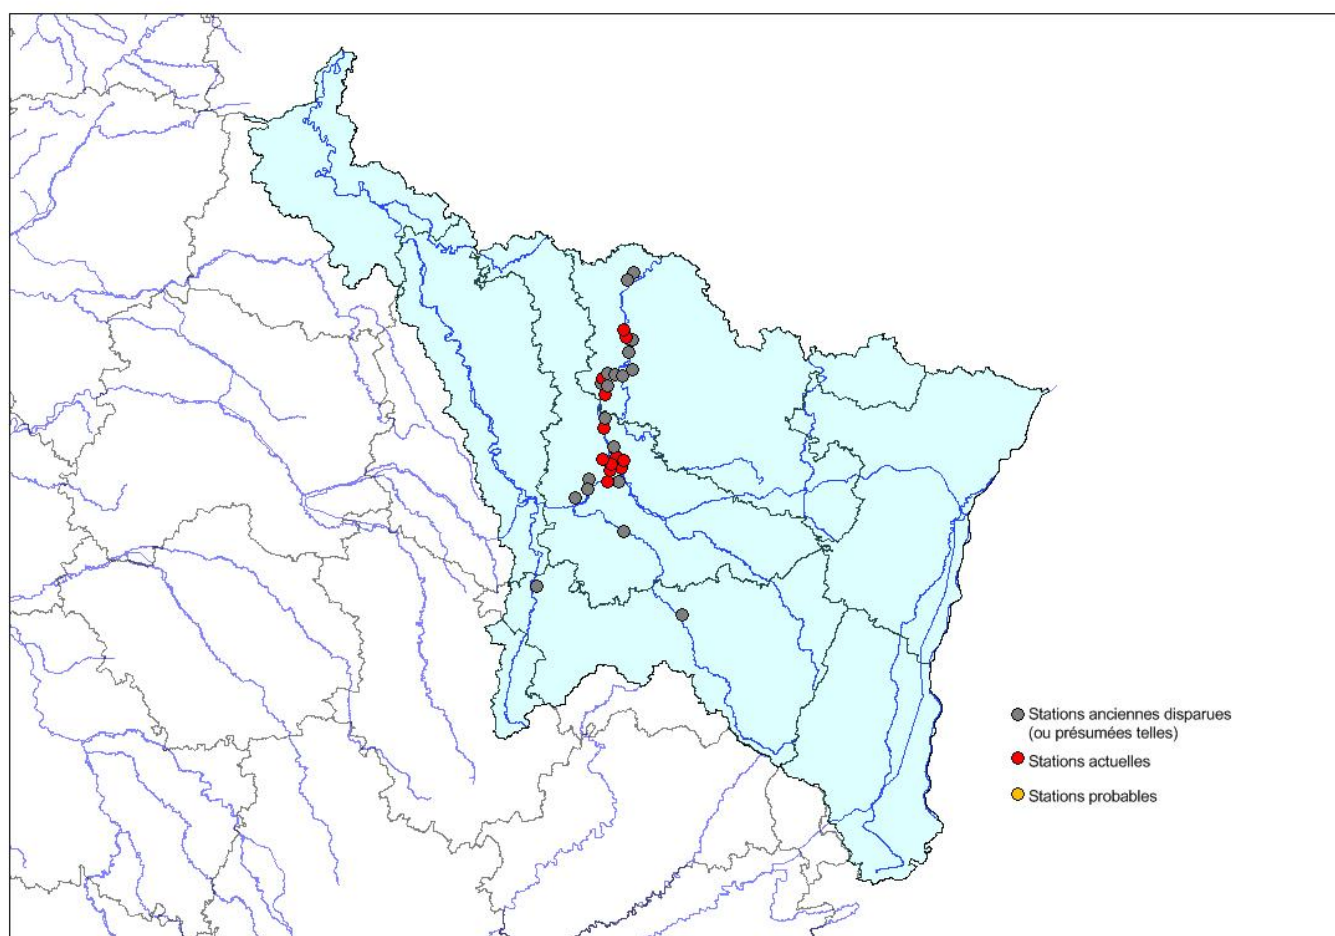 Stations anciennes disparues
(ou présumées telles)
Stations actuelles
Stations probables